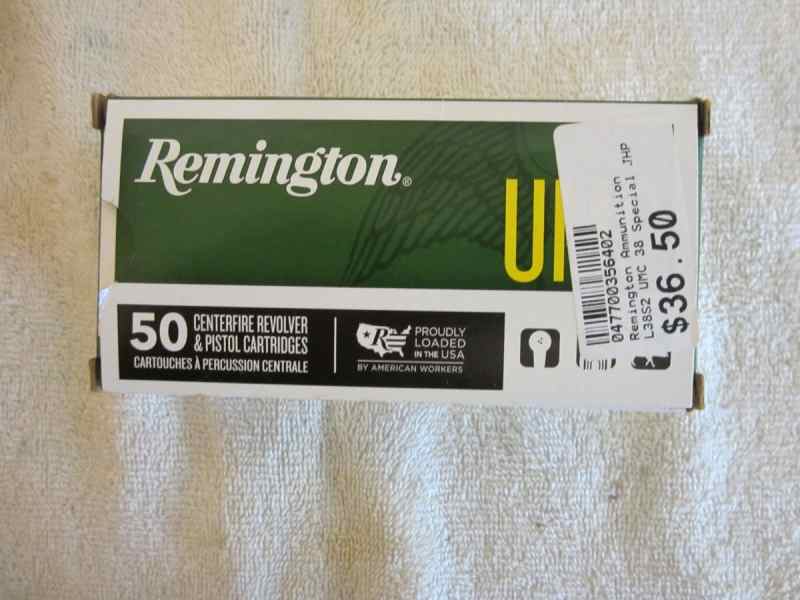 Remington®
UM
50 CENTERFIRE REVOLVER
& PISTOL CARTRIDGES
CARTOUCHES À PERCUSSION CENTRALE
R
PROUDLY
LOADED
IN THE USA
BY AMERICAN WORKERS
047700356402
Remington Ammunition JHP
L38S2 UMC 38 Special
$36.50